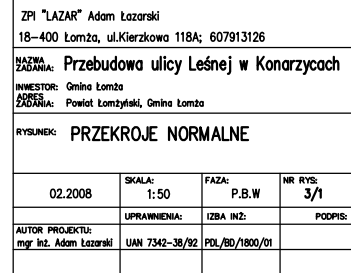 ZPI "LAZAR" Adam Łazarski
18-400 Łomża, ul.Kierzkowa 118A; 607913126
NAZWA ZADANIA: Przebudowa ulicy Leśnej w Konarzycach
INWESTOR: Gmina Łomża
ADRES ZADANIA: Powiat Łomżyński, Gmina Łomża
RYSUNEK: PRZEKROJE NORMALNE
SKALA: FAZA: NR RYS:
02.2008 1:50 P.B.W 3/1
UPRAWNIENIA: IZBA INŻ: PODPIS:
AUTOR PROJEKTU:
mgr inż. Adam Łazarski UAN 7342-38/92 PDL/BD/1800/01